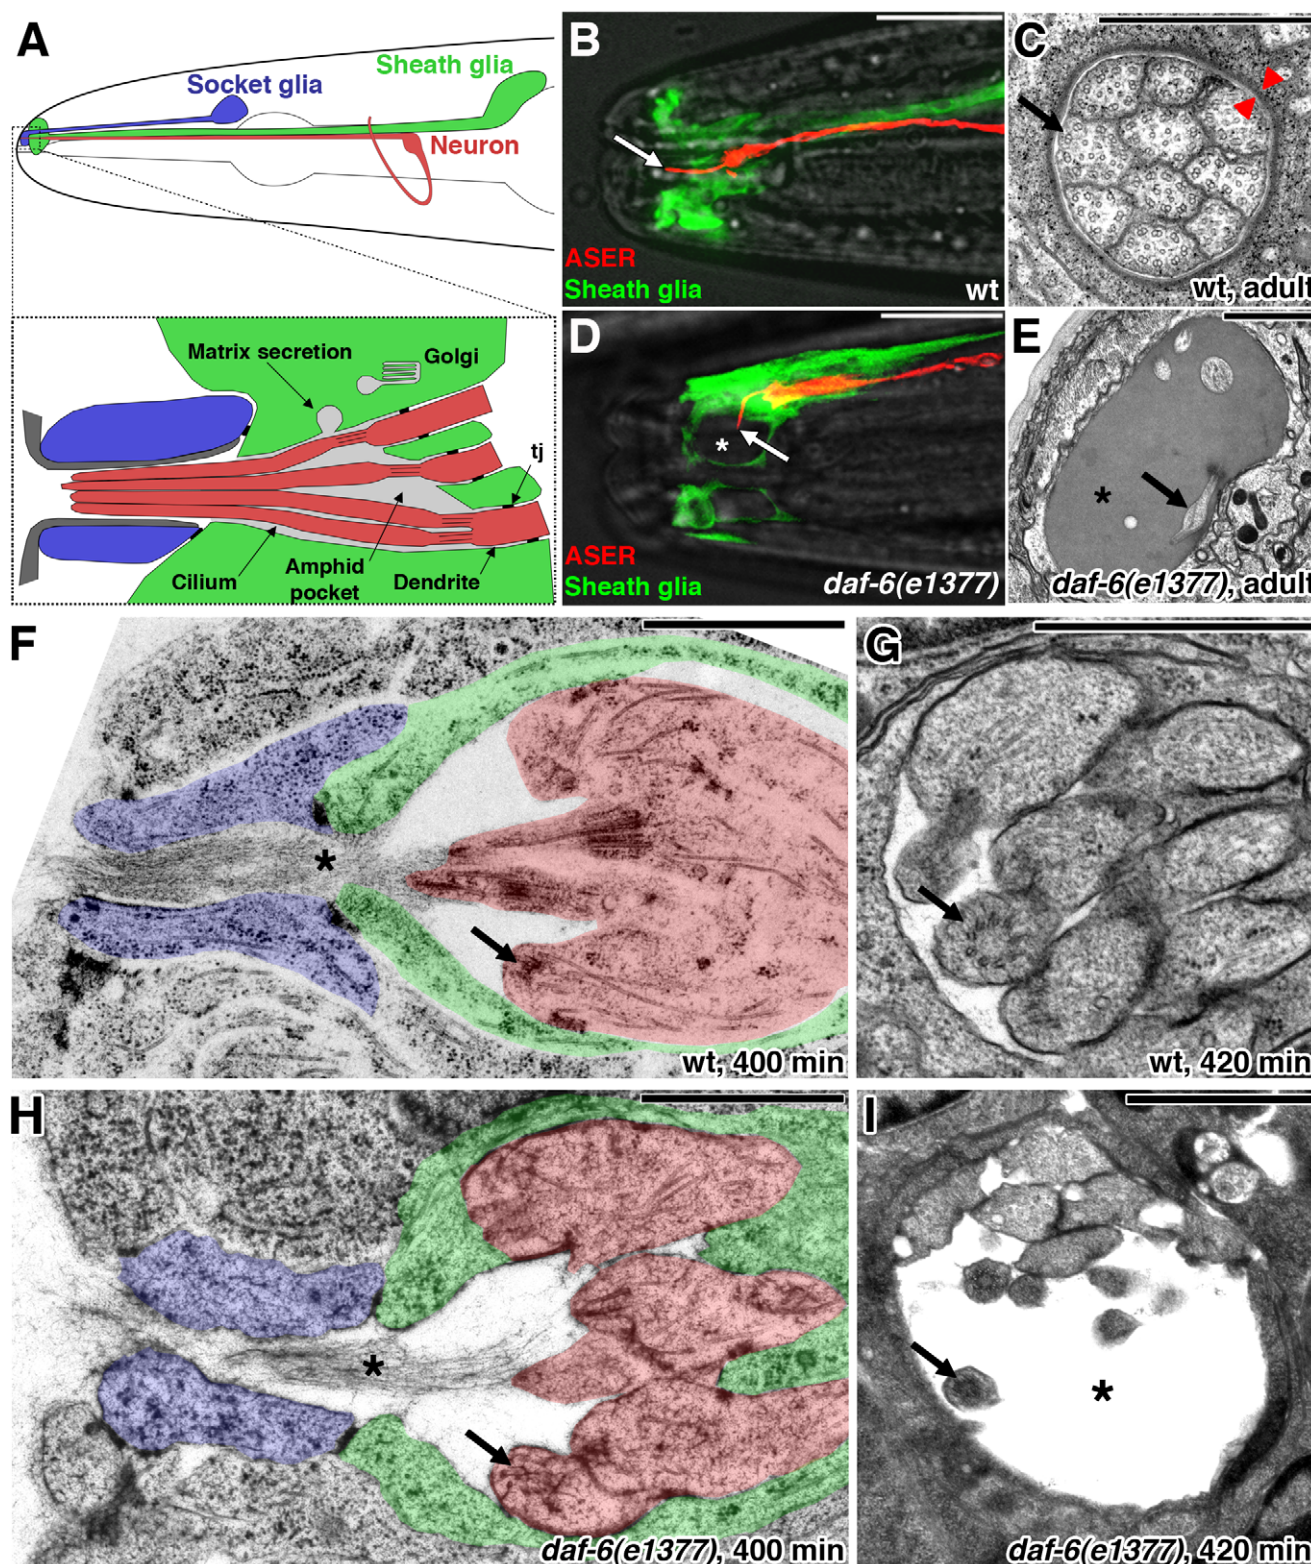 A
Sheath glia
Socket glia
Neuron
Matrix secretion
Golgi
tj
Cilium
Amphid
pocket
Dendrite
B
ASER
Sheath glia
wt
C
wt, adult
D
*
ASER
Sheath glia
daf-6(e1377)
E
*
daf-6(e1377), adult
F
*
wt, 400 min
G
wt, 420 min
H
*
daf-6(e1377), 400 min
I
*
daf-6(e1377), 420 min